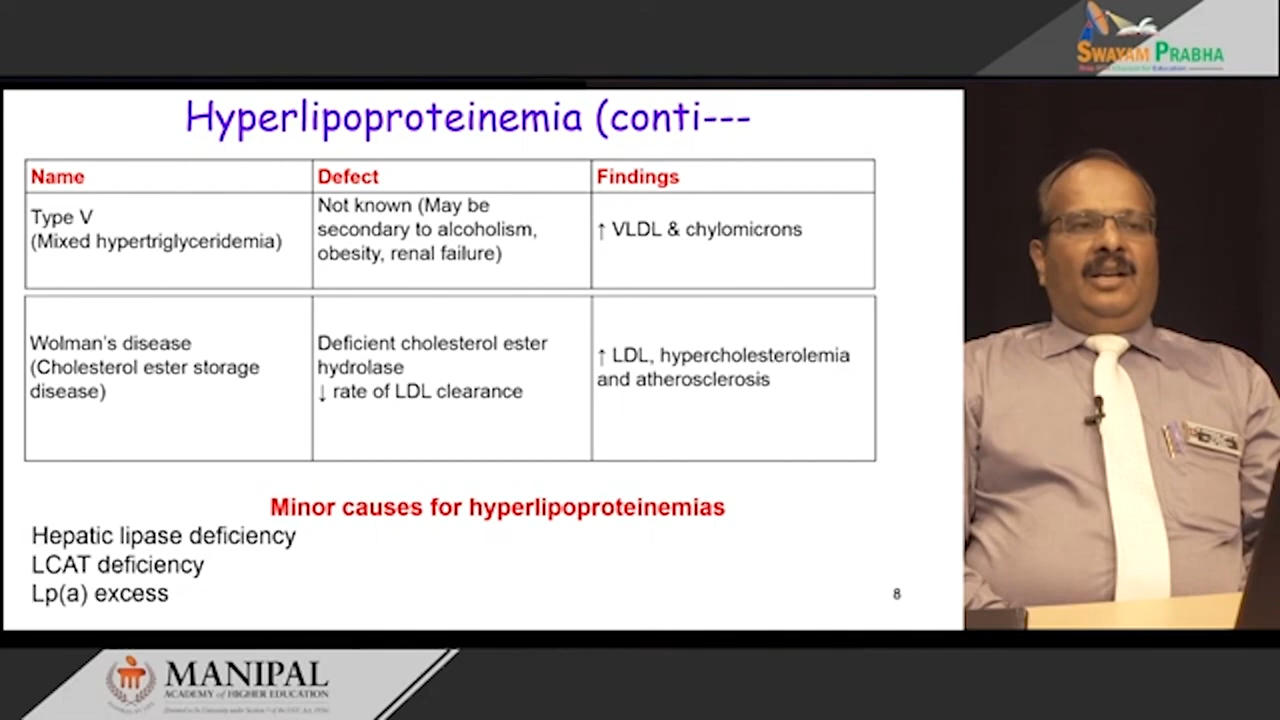 SWAYAM PRABHA
Hyperlipoproteinemia (conti---
Name Defect Findings
Type V
(Mixed hypertriglyceridemia)
Not known (May be
secondary to alcoholism,
obesity, renal failure)
↑ VLDL & chylomicrons
Wolman's disease
(Cholesterol ester storage
disease)
Deficient cholesterol ester
hydrolase
↓ rate of LDL clearance
↑ LDL, hypercholesterolemia
and atherosclerosis
Minor causes for hyperlipoproteinemias
Hepatic lipase deficiency
LCAT deficiency
Lp(a) excess
8
MANIPAL
ACADEMY of HIGHER EDUCATION